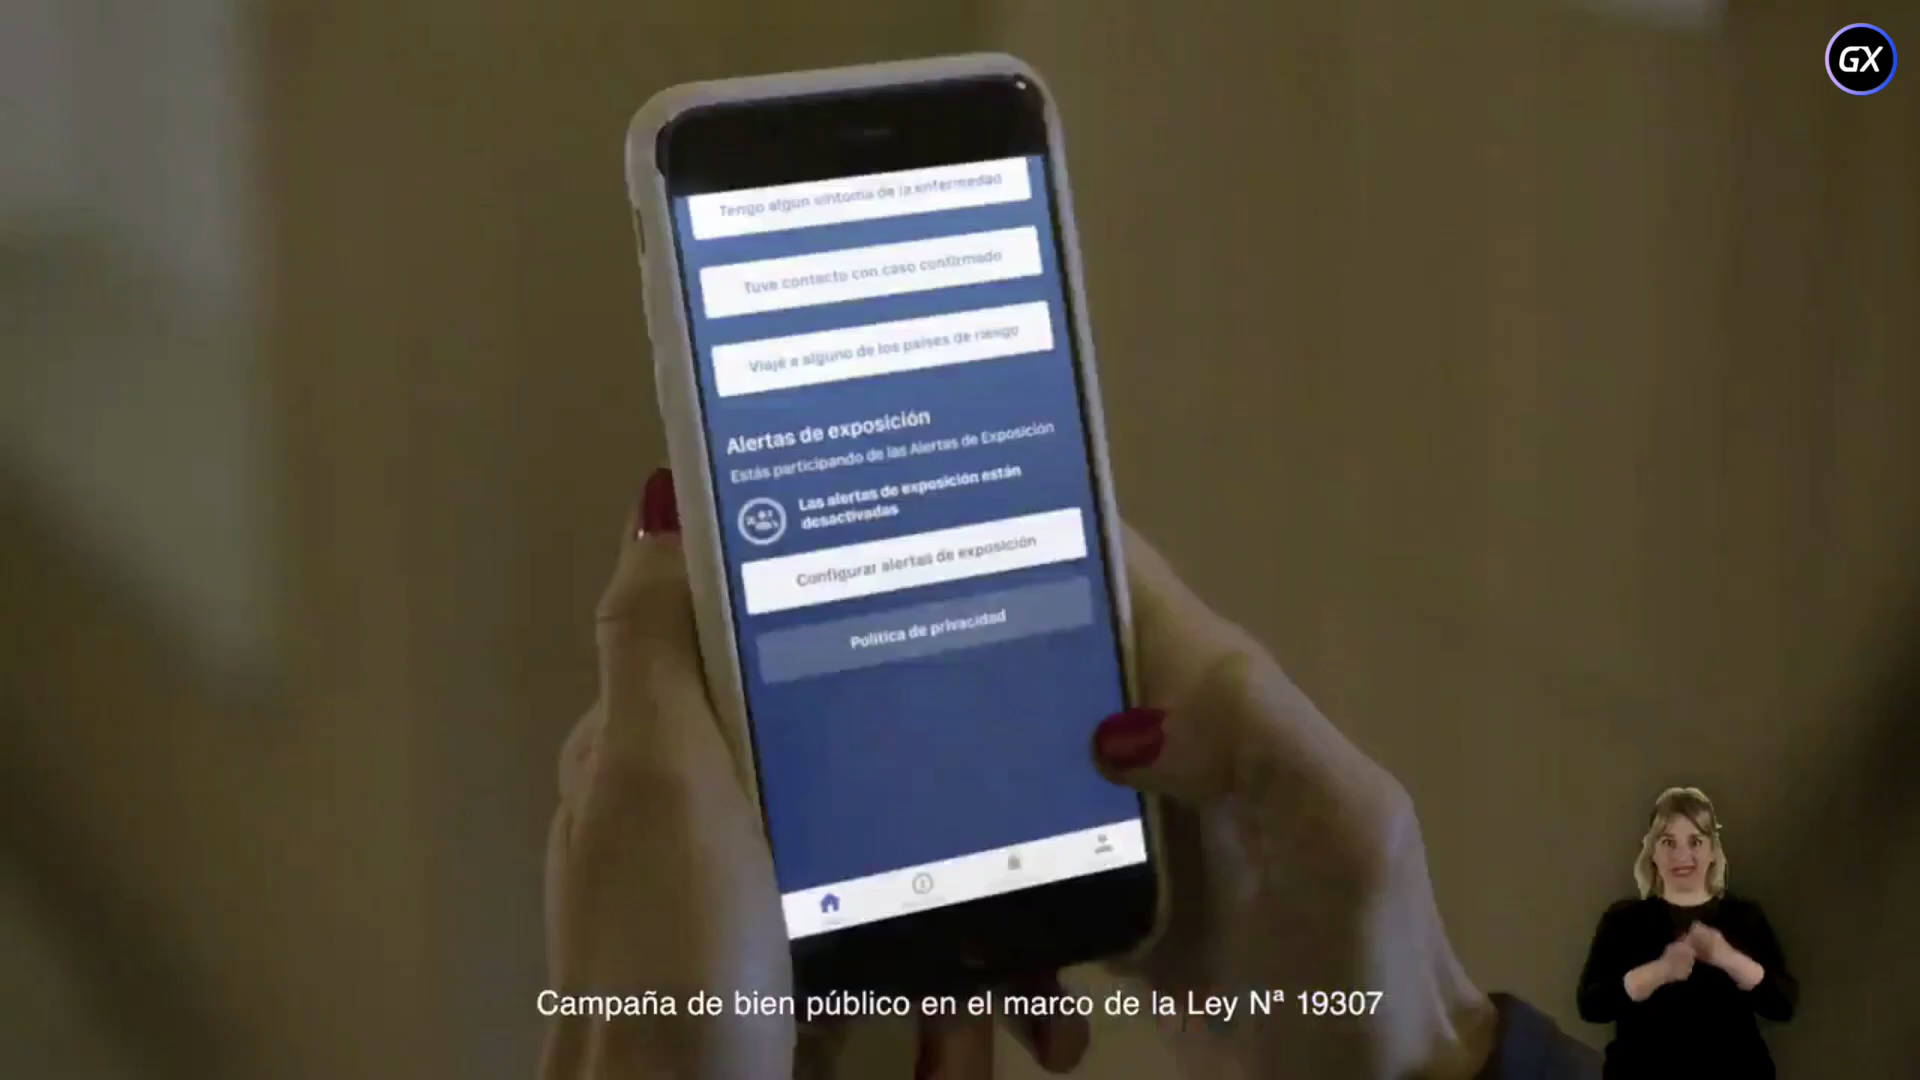 GX
Tengo algún síntoma de la enfermedad
Tuve contacto con caso confirmado
Viajé a alguno de los países de riesgo
Alertas de exposición
Estás participando de las Alertas de Exposición
Las alertas de exposición están
desactivadas
Configurar alertas de exposición
Política de privacidad
Campaña de bien público en el marco de la Ley Nª 19307